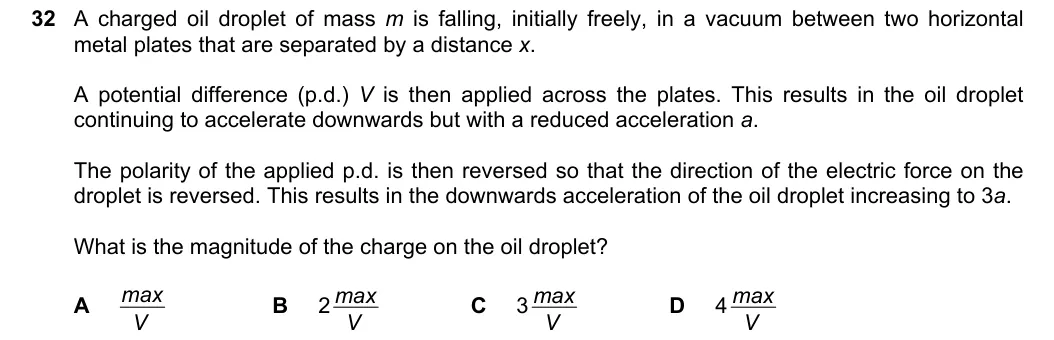 32 A charged oil droplet of mass m is falling, initially freely, in a vacuum between two horizontal
metal plates that are separated by a distance x.
A potential difference (p.d.) V is then applied across the plates. This results in the oil droplet
continuing to accelerate downwards but with a reduced acceleration a.
The polarity of the applied p.d. is then reversed so that the direction of the electric force on the
droplet is reversed. This results in the downwards acceleration of the oil droplet increasing to 3a.
What is the magnitude of the charge on the oil droplet?
A max/V B 2 max/V C 3 max/V D 4 max/V